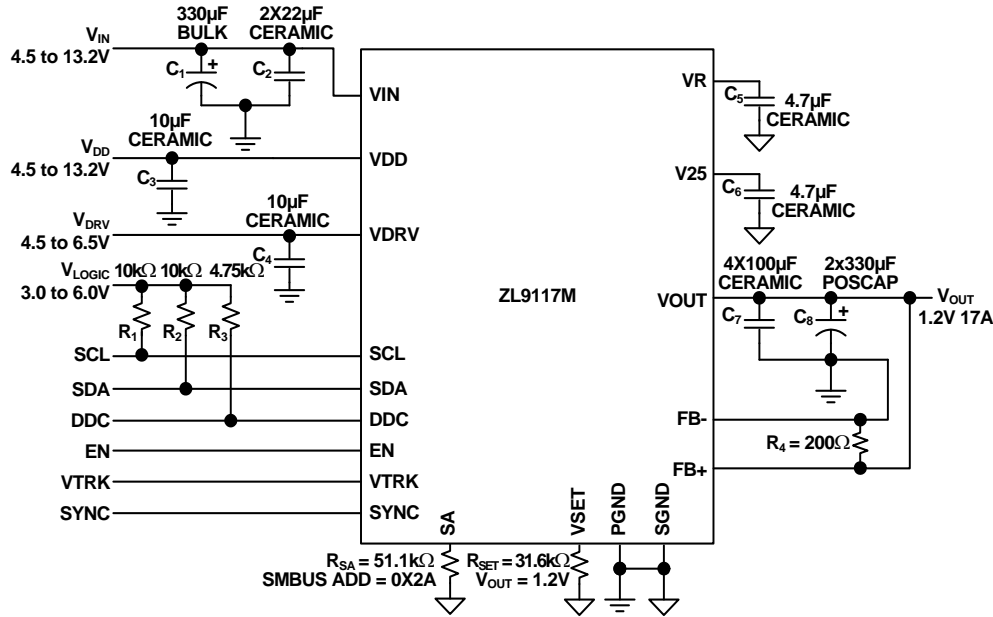 330µF
BULK
2X22µF
CERAMIC
VIN
4.5 to 13.2V
C1
+
C2
VIN
10µF
CERAMIC
VDD
4.5 to 13.2V
C3
VDD
10µF
CERAMIC
VDRV
4.5 to 6.5V
C4
VDRV
VLOGIC
3.0 to 6.0V
10kΩ
10kΩ
4.75kΩ
R1
R2
R3
SCL
SCL
SDA
SDA
DDC
DDC
EN
EN
VTRK
VTRK
SYNC
SYNC
ZL9117M
VR
C5
4.7µF
CERAMIC
V25
C6
4.7µF
CERAMIC
4X100µF
CERAMIC
2x330µF
POSCAP
VOUT
C7
C8
+
VOUT
1.2V 17A
FB-
R4 = 200Ω
FB+
SA
VSET
PGND
SGND
RSA = 51.1kΩ
SMBUS ADD = 0X2A
RSET = 31.6kΩ
VOUT = 1.2V